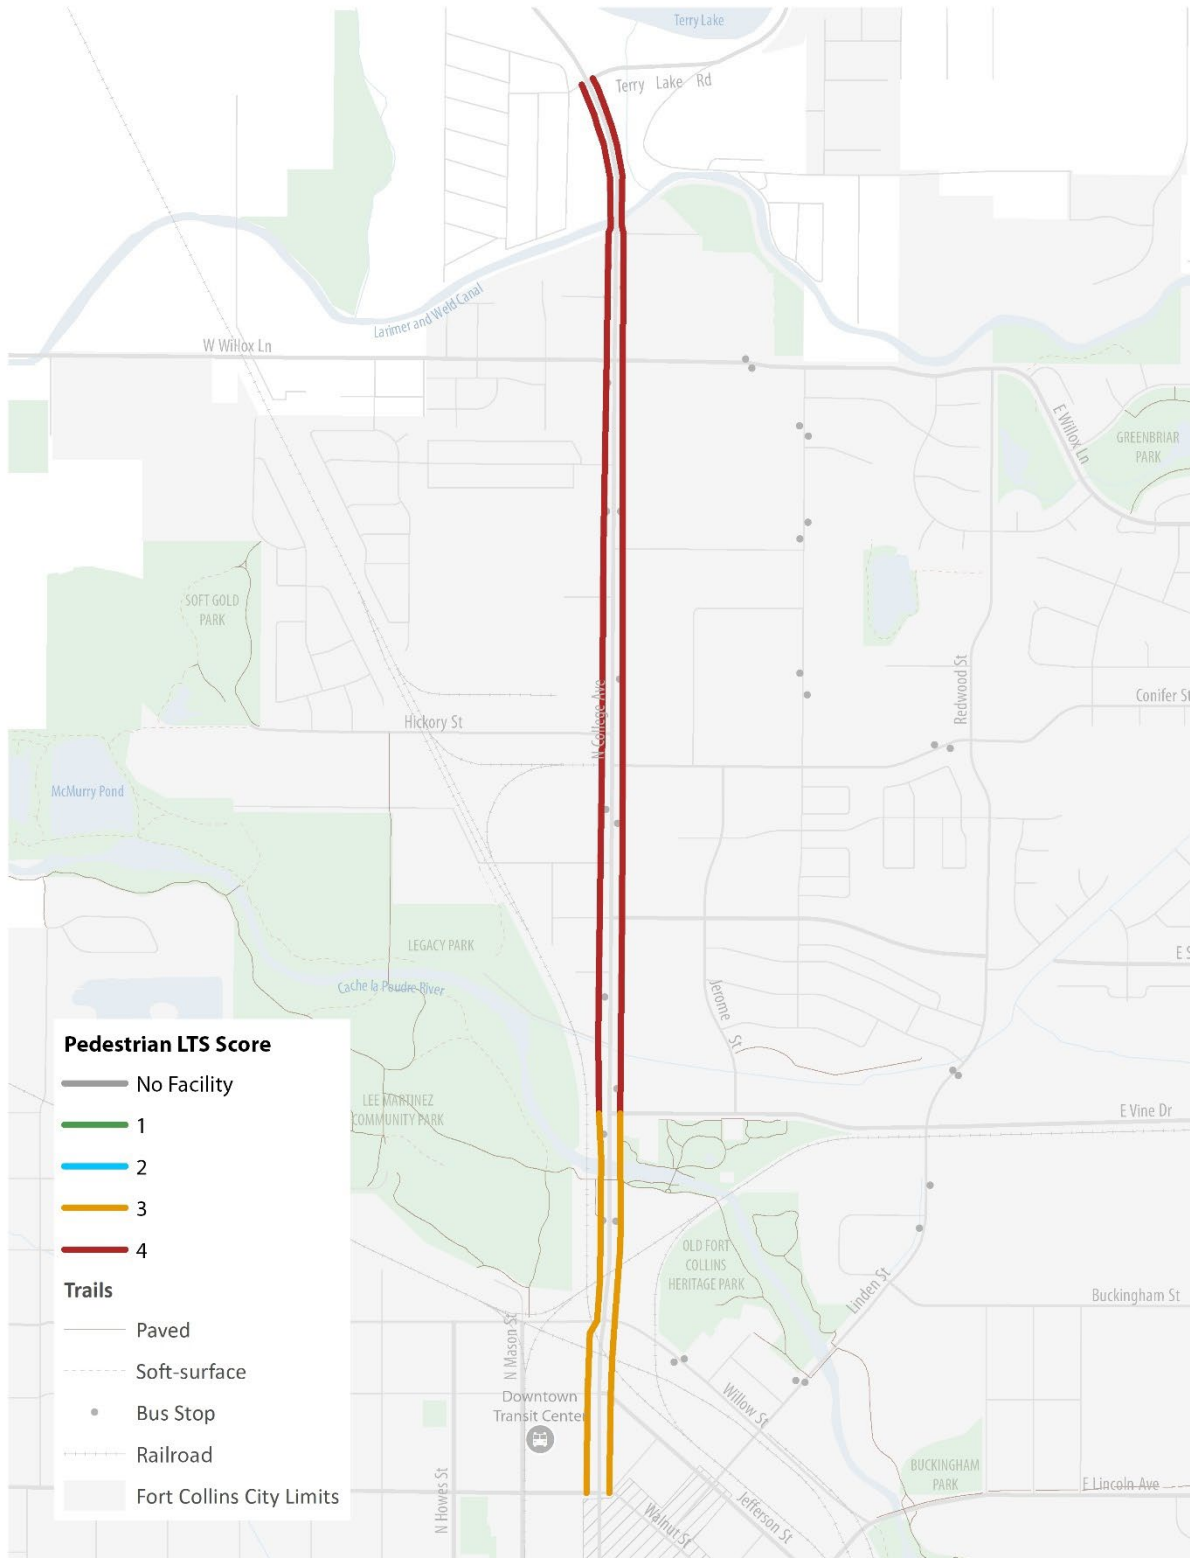 Terry Lake
Terry Lake Rd
Larimer and Weld Canal
W Willox Ln
E Willox Ln
GREENBRIAR
PARK
SOFT GOLD
PARK
N College Ave
Redwood St
Conifer St
Hickory St
McMurry Pond
LEGACY PARK
E S
Cache la Poudre River
Jerome St
Pedestrian LTS Score
No Facility
1
2
3
4
Trails
Paved
Soft-surface
Bus Stop
Railroad
Fort Collins City Limits
LEE MARTINEZ
COMMUNITY PARK
E Vine Dr
OLD FORT
COLLINS
HERITAGE PARK
Linden St
Buckingham St
N Mason St
Downtown
Transit Center
Willow St
N Howes St
BUCKINGHAM
PARK
E Lincoln Ave
Walnut St
Jefferson St